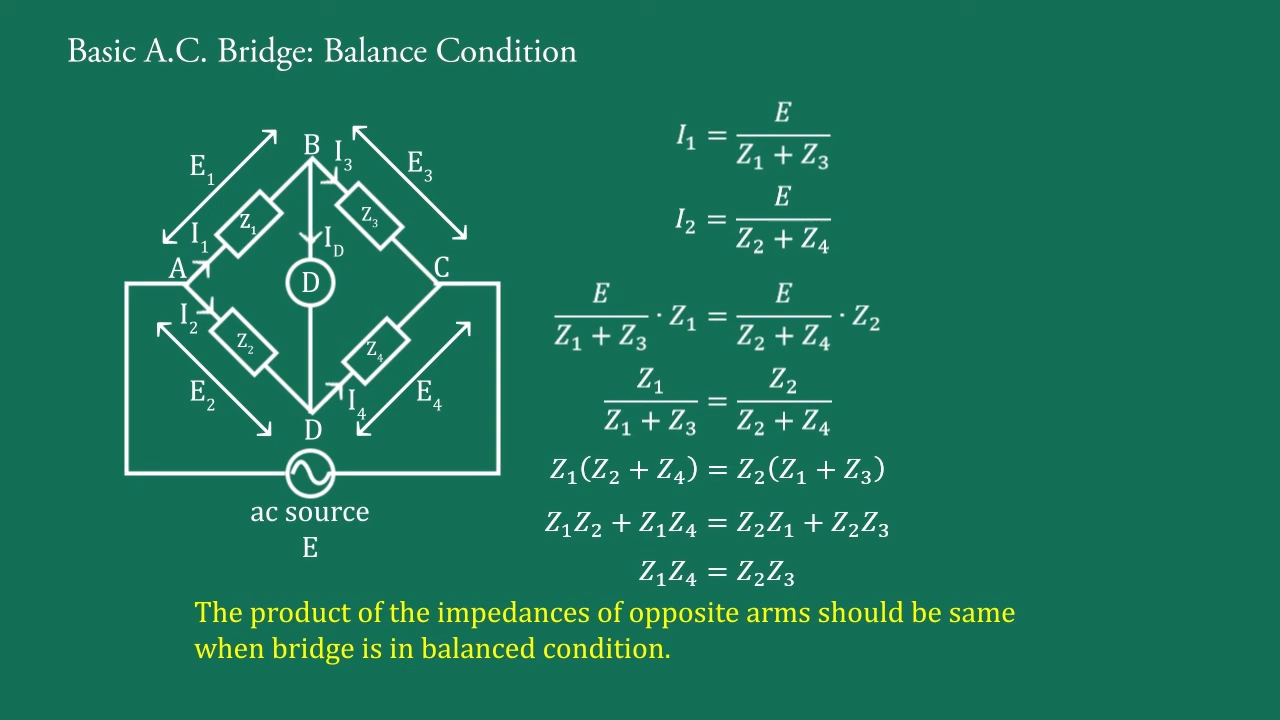 Basic A.C. Bridge: Balance Condition
B
I₃
E₁
E₃
Z₁
Z₃
I₁
I_D
A
D
C
I₂
Z₂
Z₄
E₂
E₄
I₄
D
ac source
E
I₁ = E / (Z₁ + Z₃)
I₂ = E / (Z₂ + Z₄)
E / (Z₁ + Z₃) · Z₁ = E / (Z₂ + Z₄) · Z₂
Z₁ / (Z₁ + Z₃) = Z₂ / (Z₂ + Z₄)
Z₁(Z₂ + Z₄) = Z₂(Z₁ + Z₃)
Z₁Z₂ + Z₁Z₄ = Z₂Z₁ + Z₂Z₃
Z₁Z₄ = Z₂Z₃
The product of the impedances of opposite arms should be same
when bridge is in balanced condition.